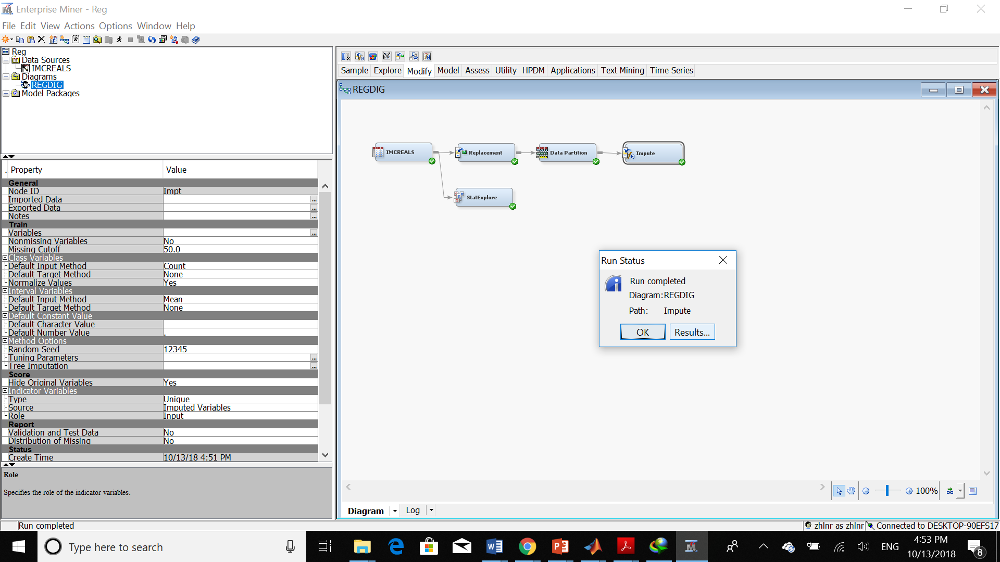 Enterprise Miner - Reg
File Edit View Actions Options Window Help
Reg
Data Sources
IMCREALS
Diagrams
REGDIG
Model Packages
. Property Value
General
Node ID Impt
Imported Data ...
Exported Data ...
Notes ...
Train
Variables ...
Nonmissing Variables No
Missing Cutoff 50.0
Class Variables
Default Input Method Count
Default Target Method None
Normalize Values Yes
Interval Variables
Default Input Method Mean
Default Target Method None
Default Constant Value
Default Character Value
Default Number Value .
Method Options
Random Seed 12345
Tuning Parameters ...
Tree Imputation ...
Score
Hide Original Variables Yes
Indicator Variables
Type Unique
Source Imputed Variables
Role Input
Report
Validation and Test Data No
Distribution of Missing No
Status
Create Time 10/13/18 4:51 PM
Role
Specifies the role of the indicator variables.
Run completed
Sample Explore Modify Model Assess Utility HPDM Applications Text Mining Time Series
REGDIG
IMCREALS Replacement Data Partition Impute
StatExplore
Run Status
Run completed
Diagram: REGDIG
Path: Impute
OK Results...
100%
Diagram Log
zhlnr as zhlnr Connected to DESKTOP-90EFS17
Type here to search
ENG
4:53 PM
10/13/2018
8